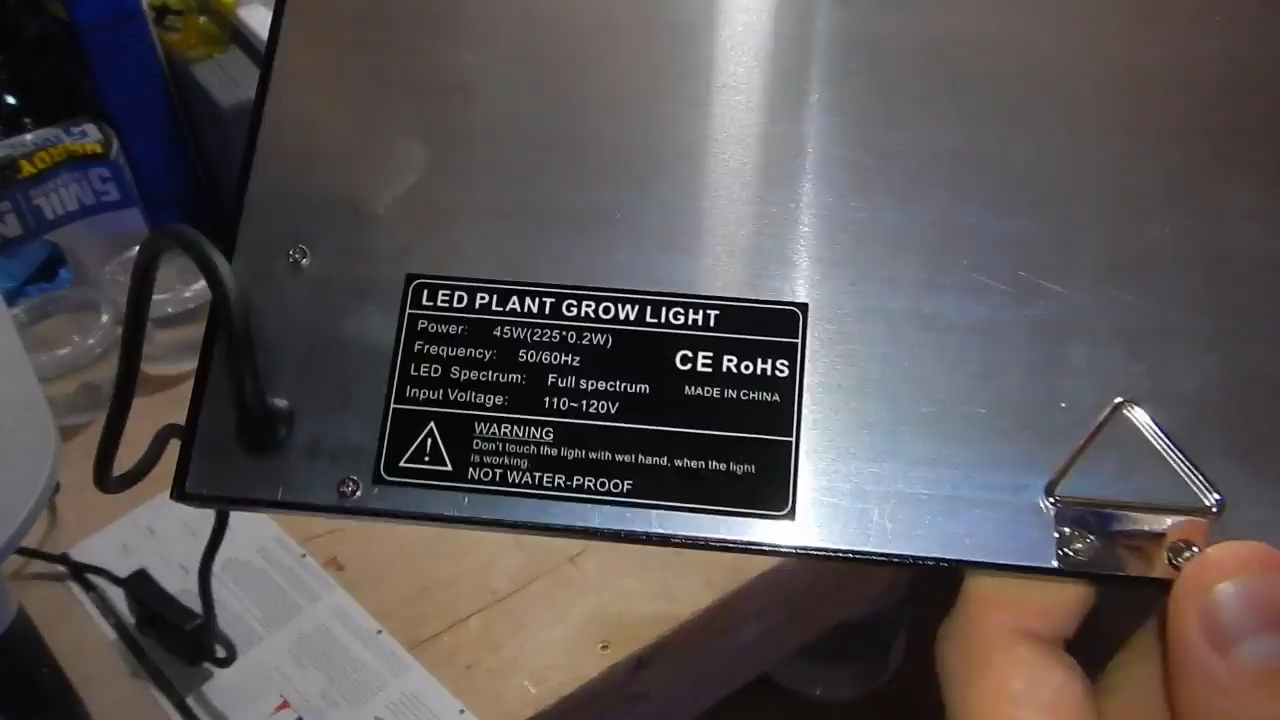 LED PLANT GROW LIGHT
Power: 45W(225*0.2W)
Frequency: 50/60Hz
LED Spectrum: Full spectrum
Input Voltage: 110~120V
CE RoHS
MADE IN CHINA
WARNING
Don't touch the light with wet hand, when the light
is working.
NOT WATER-PROOF
5MIL